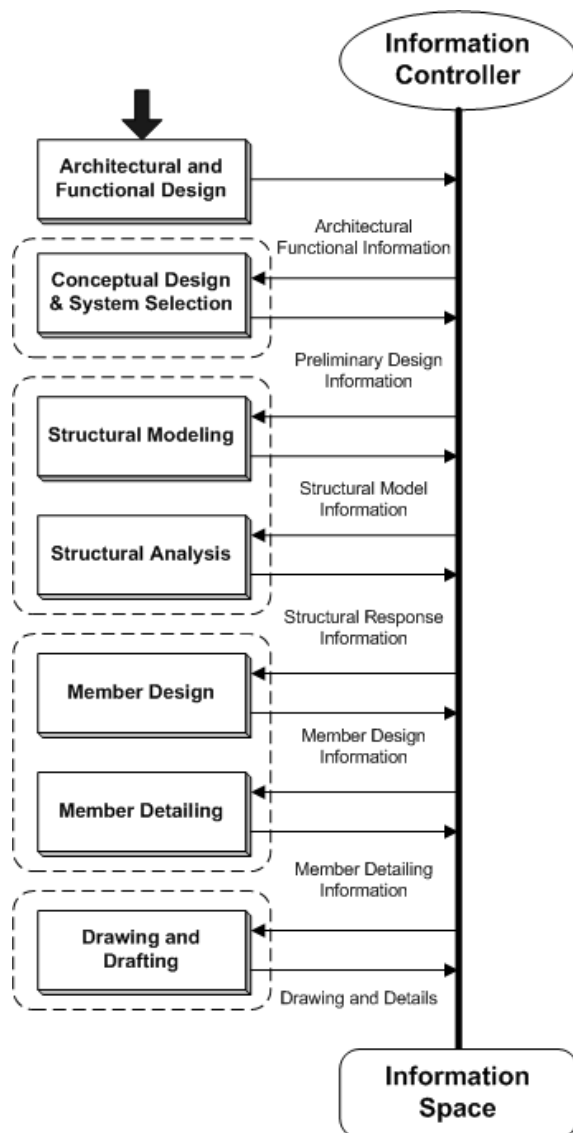 Information
Controller
Architectural and
Functional Design
Architectural
Functional Information
Conceptual Design
& System Selection
Preliminary Design
Information
Structural Modeling
Structural Model
Information
Structural Analysis
Structural Response
Information
Member Design
Member Design
Information
Member Detailing
Member Detailing
Information
Drawing and
Drafting
Drawing and Details
Information
Space